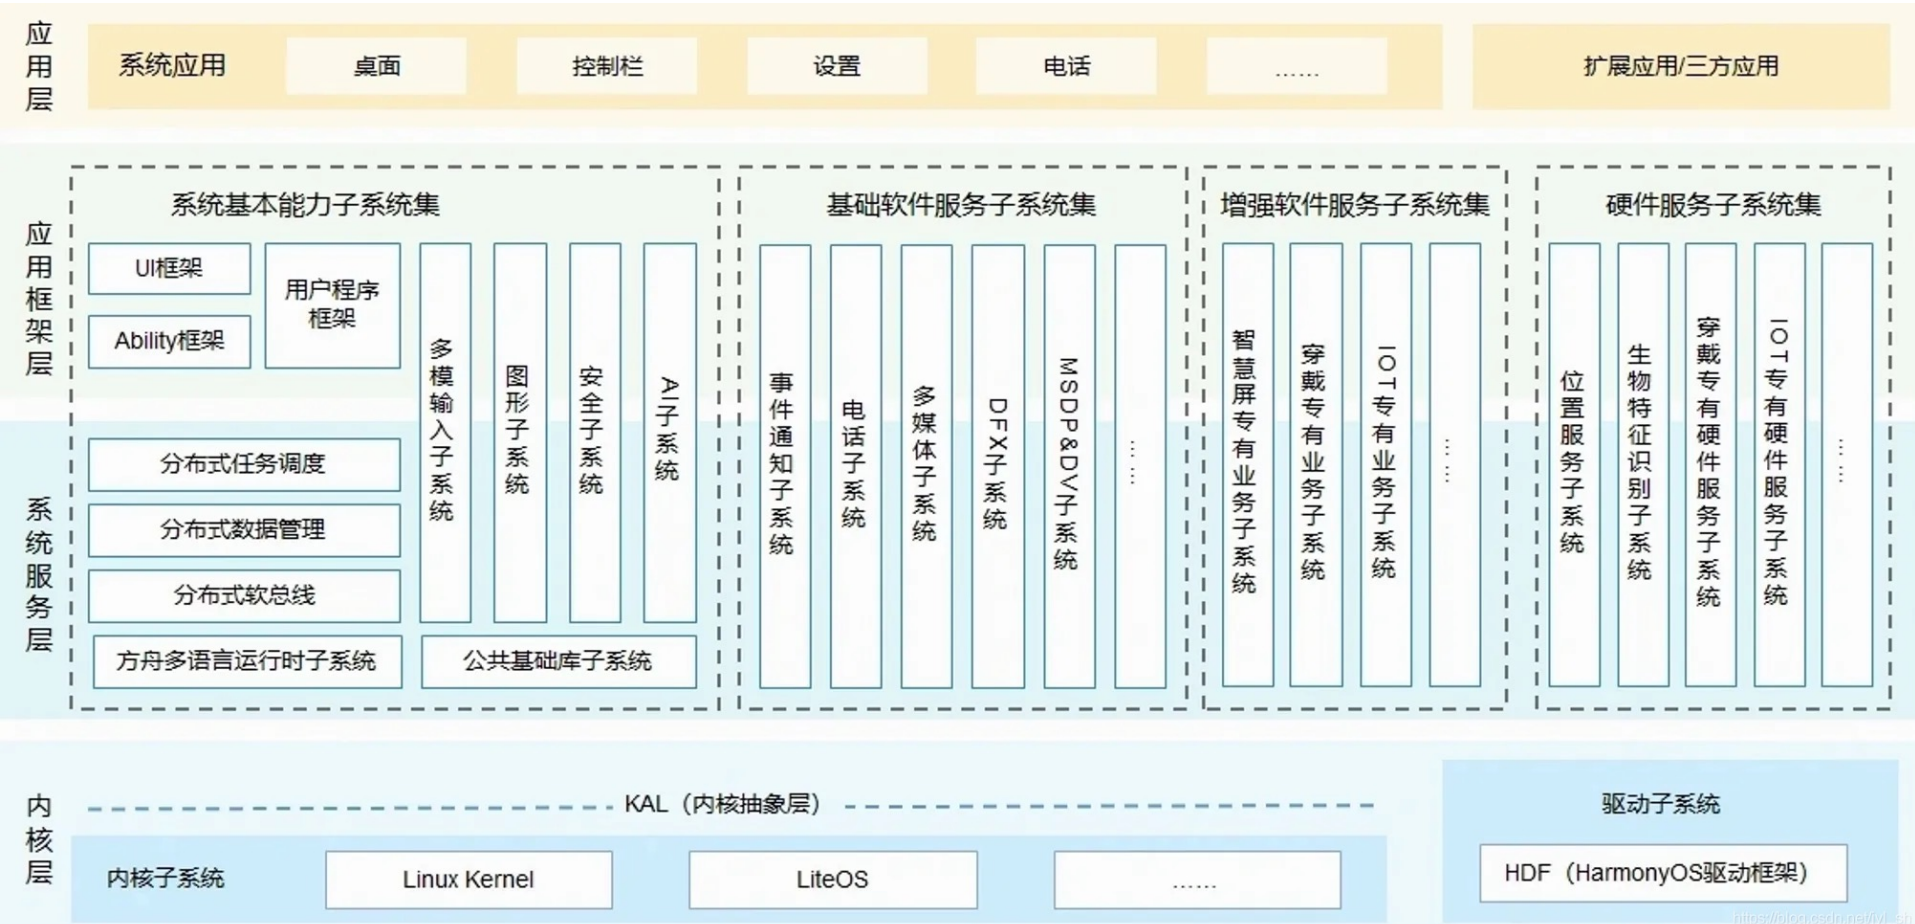 应用层
系统应用
桌面
控制栏
设置
电话
......
扩展应用/三方应用
应用框架层
系统基本能力子系统集
UI框架
用户程序
框架
Ability框架
多模输入子系统
图形子系统
安全子系统
AI子系统
基础软件服务子系统集
事件通知子系统
电话子系统
多媒体子系统
DFX子系统
MSDP&DV子系统
......
增强软件服务子系统集
智慧屏专有业务子系统
穿戴专有业务子系统
IOT专有业务子系统
......
硬件服务子系统集
位置服务子系统
生物特征识别子系统
穿戴专有硬件服务子系统
IOT专有硬件服务子系统
......
系统服务层
分布式任务调度
分布式数据管理
分布式软总线
方舟多语言运行时子系统
公共基础库子系统
内核层
KAL（内核抽象层）
内核子系统
Linux Kernel
LiteOS
......
驱动子系统
HDF（HarmonyOS驱动框架）